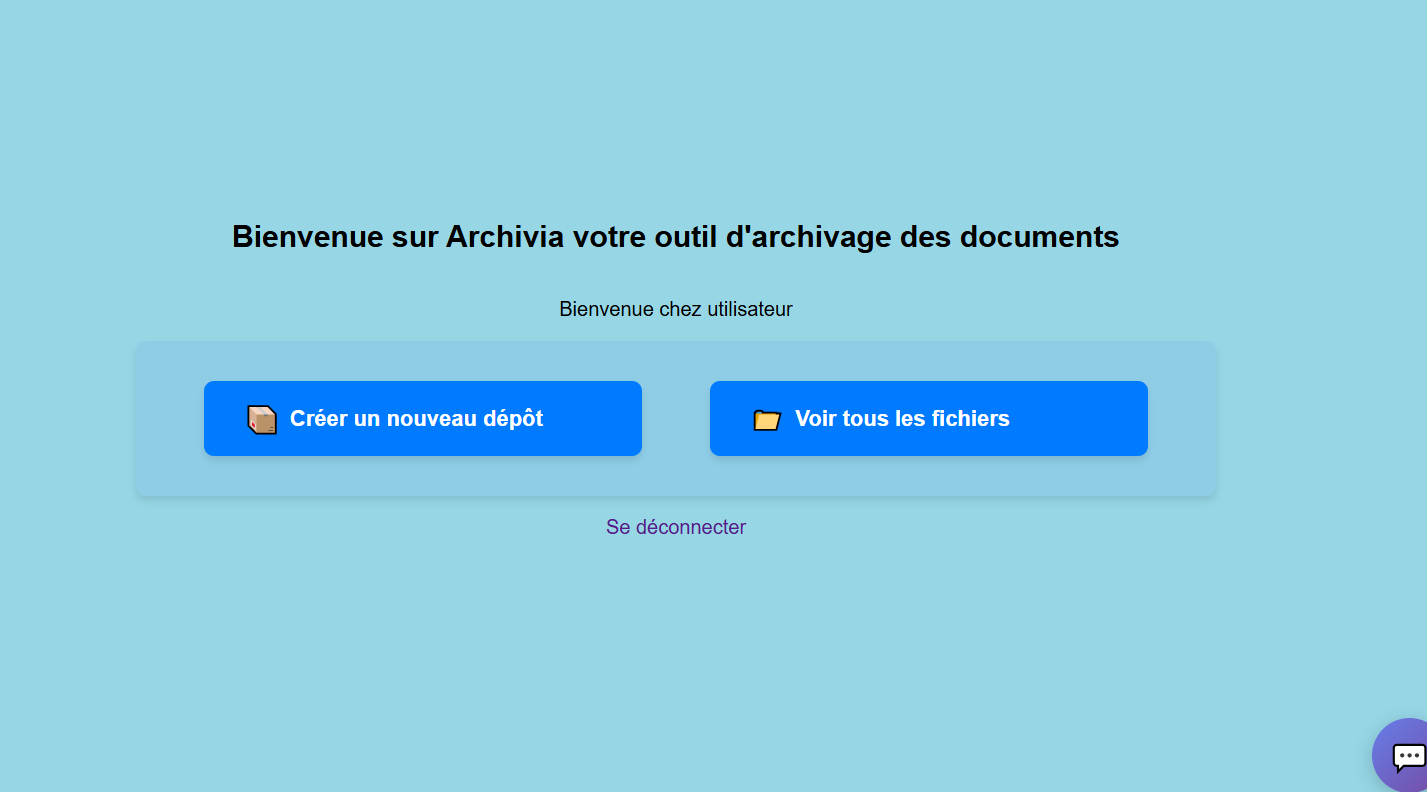 Bienvenue sur Archivia votre outil d'archivage des documents
Bienvenue chez utilisateur
Créer un nouveau dépôt
Voir tous les fichiers
Se déconnecter